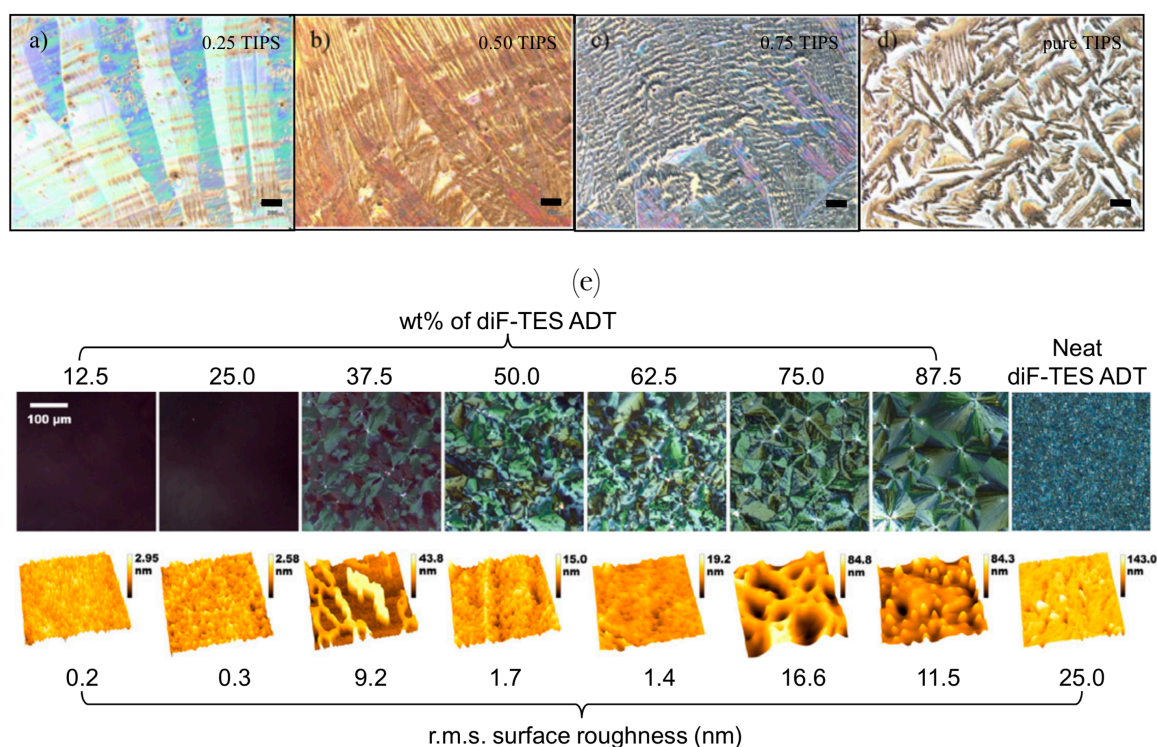 a) 0.25 TIPS b) 0.50 TIPS c) 0.75 TIPS d) pure TIPS
(e)
wt% of diF-TES ADT
Neat
12.5 25.0 37.5 50.0 62.5 75.0 87.5 diF-TES ADT
100 µm
2.95 nm 2.58 nm 43.8 nm 15.0 nm 19.2 nm 84.8 nm 84.3 nm 143.0 nm
0.2 0.3 9.2 1.7 1.4 16.6 11.5 25.0
r.m.s. surface roughness (nm)